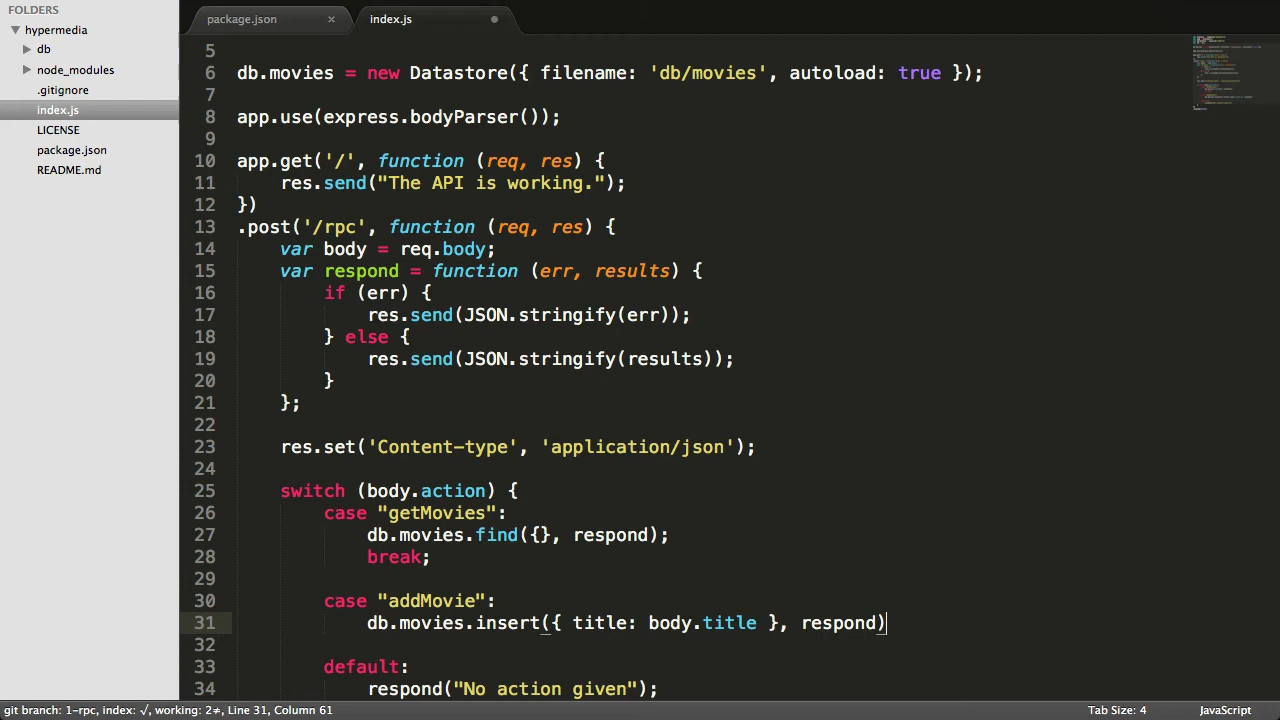 FOLDERS
hypermedia
db
node_modules
.gitignore
index.js
LICENSE
package.json
README.md
package.json ×
index.js
5
6 db.movies = new Datastore({ filename: 'db/movies', autoload: true });
7
8 app.use(express.bodyParser());
9
10 app.get('/', function (req, res) {
11     res.send("The API is working.");
12 })
13 .post('/rpc', function (req, res) {
14     var body = req.body;
15     var respond = function (err, results) {
16         if (err) {
17             res.send(JSON.stringify(err));
18         } else {
19             res.send(JSON.stringify(results));
20         }
21     };
22
23     res.set('Content-type', 'application/json');
24
25     switch (body.action) {
26         case "getMovies":
27             db.movies.find({}, respond);
28             break;
29
30         case "addMovie":
31             db.movies.insert({ title: body.title }, respond)
32
33         default:
34             respond("No action given");
git branch: 1-rpc, index: √, working: 2≠, Line 31, Column 61 Tab Size: 4 JavaScript